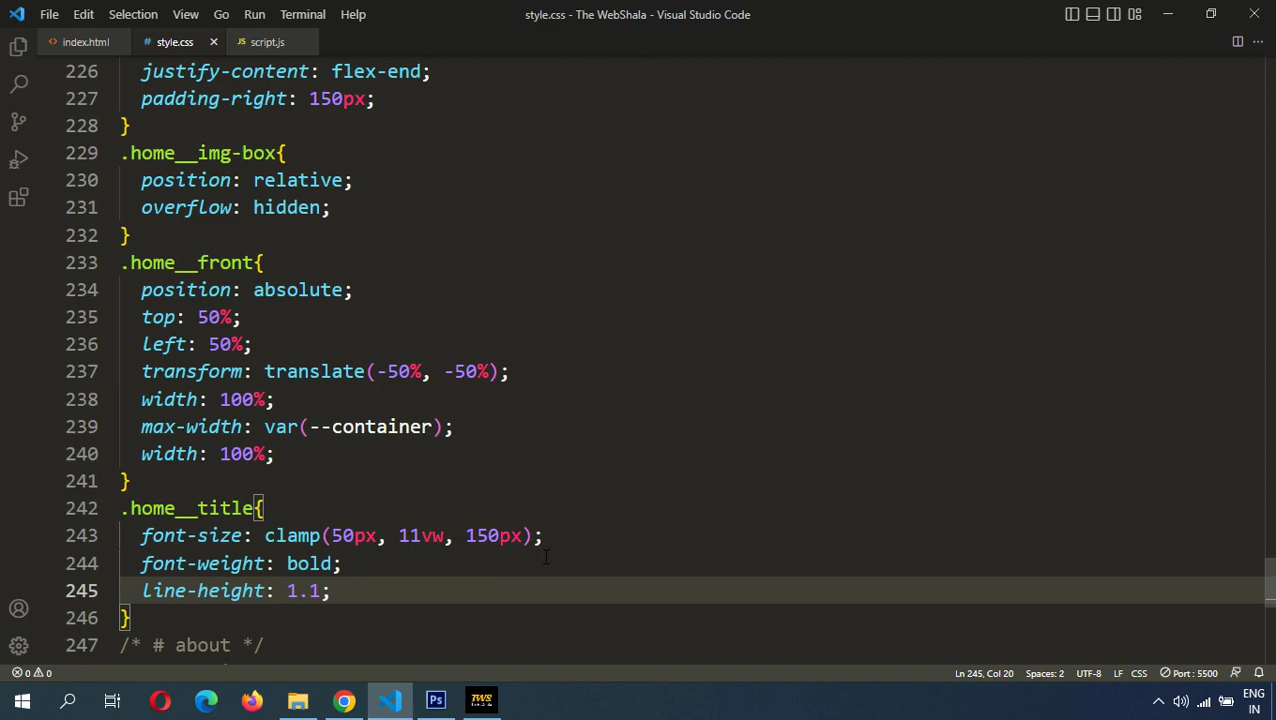 File Edit Selection View Go Run Terminal Help style.css - The WebShala - Visual Studio Code
index.html # style.css JS script.js
226 justify-content: flex-end;
227 padding-right: 150px;
228 }
229 .home__img-box{
230 position: relative;
231 overflow: hidden;
232 }
233 .home__front{
234 position: absolute;
235 top: 50%;
236 left: 50%;
237 transform: translate(-50%, -50%);
238 width: 100%;
239 max-width: var(--container);
240 width: 100%;
241 }
242 .home__title{
243 font-size: clamp(50px, 11vw, 150px);
244 font-weight: bold;
245 line-height: 1.1;
246 }
247 /* # about */
0 0 Ln 245, Col 20 Spaces: 2 UTF-8 LF CSS Port : 5500
Ps TWS ENG
IN